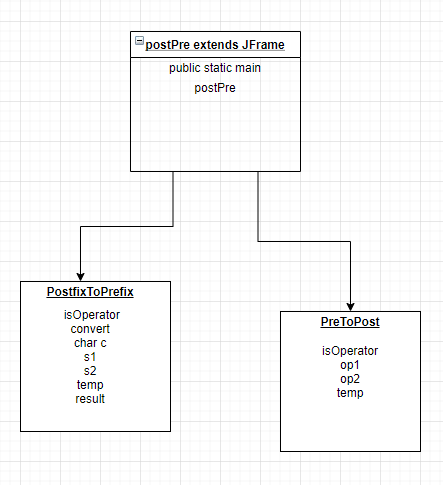 postPre extends JFrame
public static main
postPre
PostfixToPrefix
isOperator
convert
char c
s1
s2
temp
result
PreToPost
isOperator
op1
op2
temp